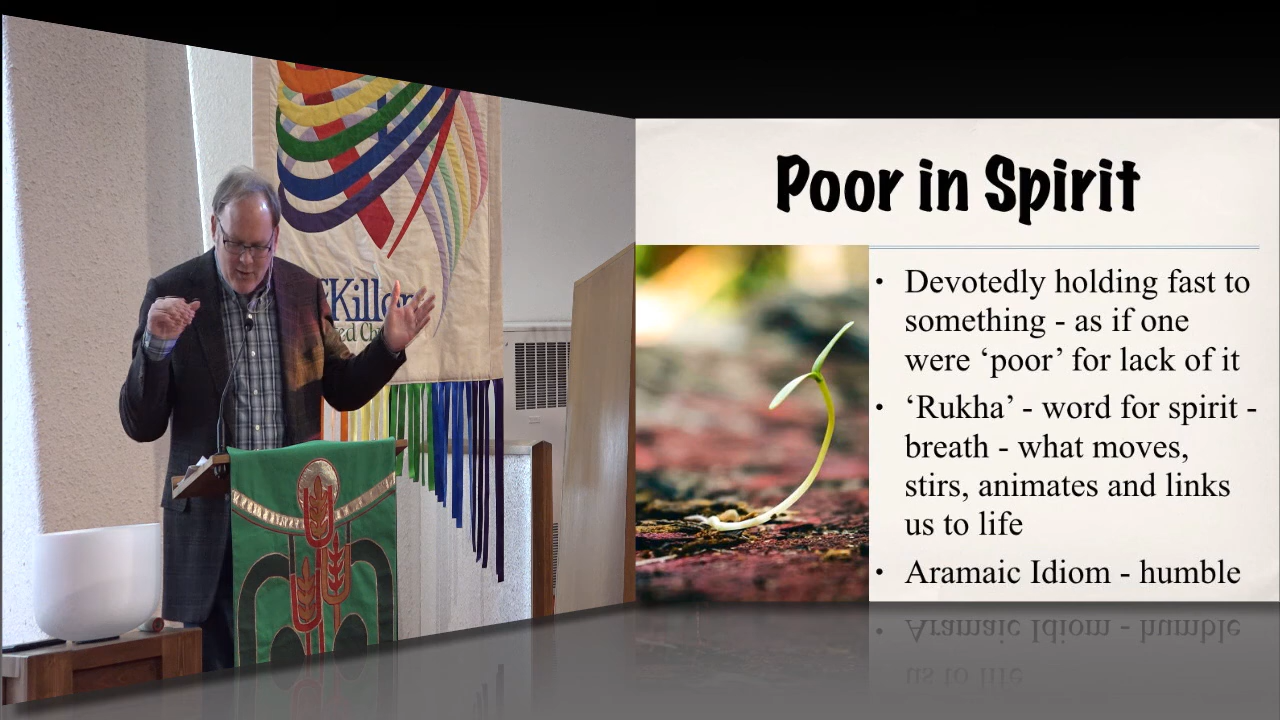 Killop
Poor in Spirit
• Devotedly holding fast to
something - as if one
were ‘poor’ for lack of it
• ‘Rukha’ - word for spirit -
breath - what moves,
stirs, animates and links
us to life
• Aramaic Idiom - humble